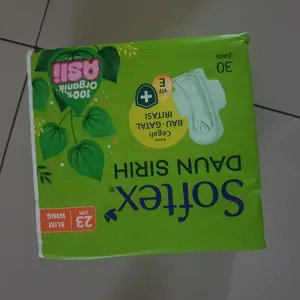 Softex
DAUN SIRIH
23
cm
SLIM
WING
Cegah
BAU·GATAL
IRITASI
VIT
E
30
pads
100%
Organik
Asli